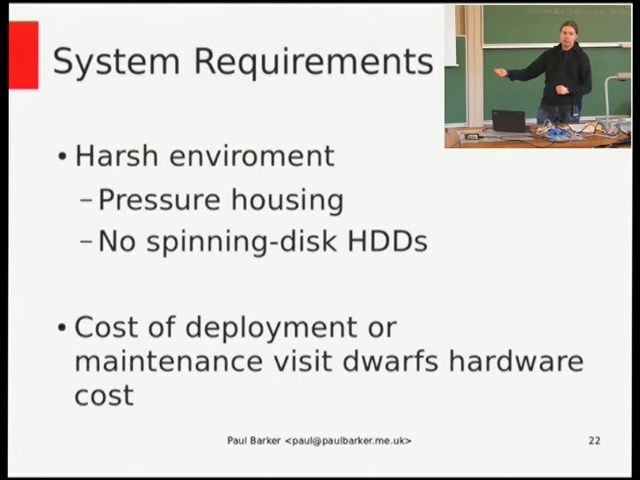 System Requirements
• Harsh enviroment
–Pressure housing
–No spinning-disk HDDs
• Cost of deployment or
maintenance visit dwarfs hardware
cost
Paul Barker <paul@paulbarker.me.uk>
22